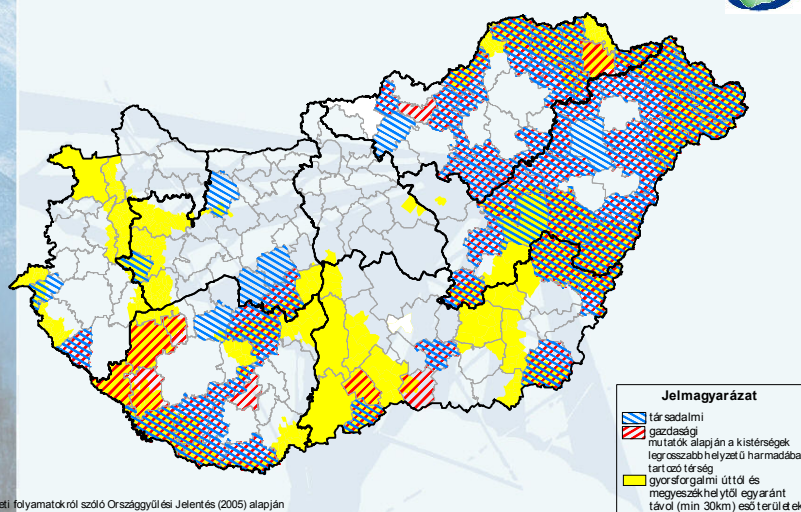 Jelmagyarázat
társadalmi
gazdasági
mutatók alapján a kistérségek
legrosszabb helyzetű harmadába
tartozó térség
gyorsforgalmi úttól és
megyeszékhelytől egyaránt
távol (min 30km) eső területek
eti folyamatokról szóló Országgyűlési Jelentés (2005) alapján